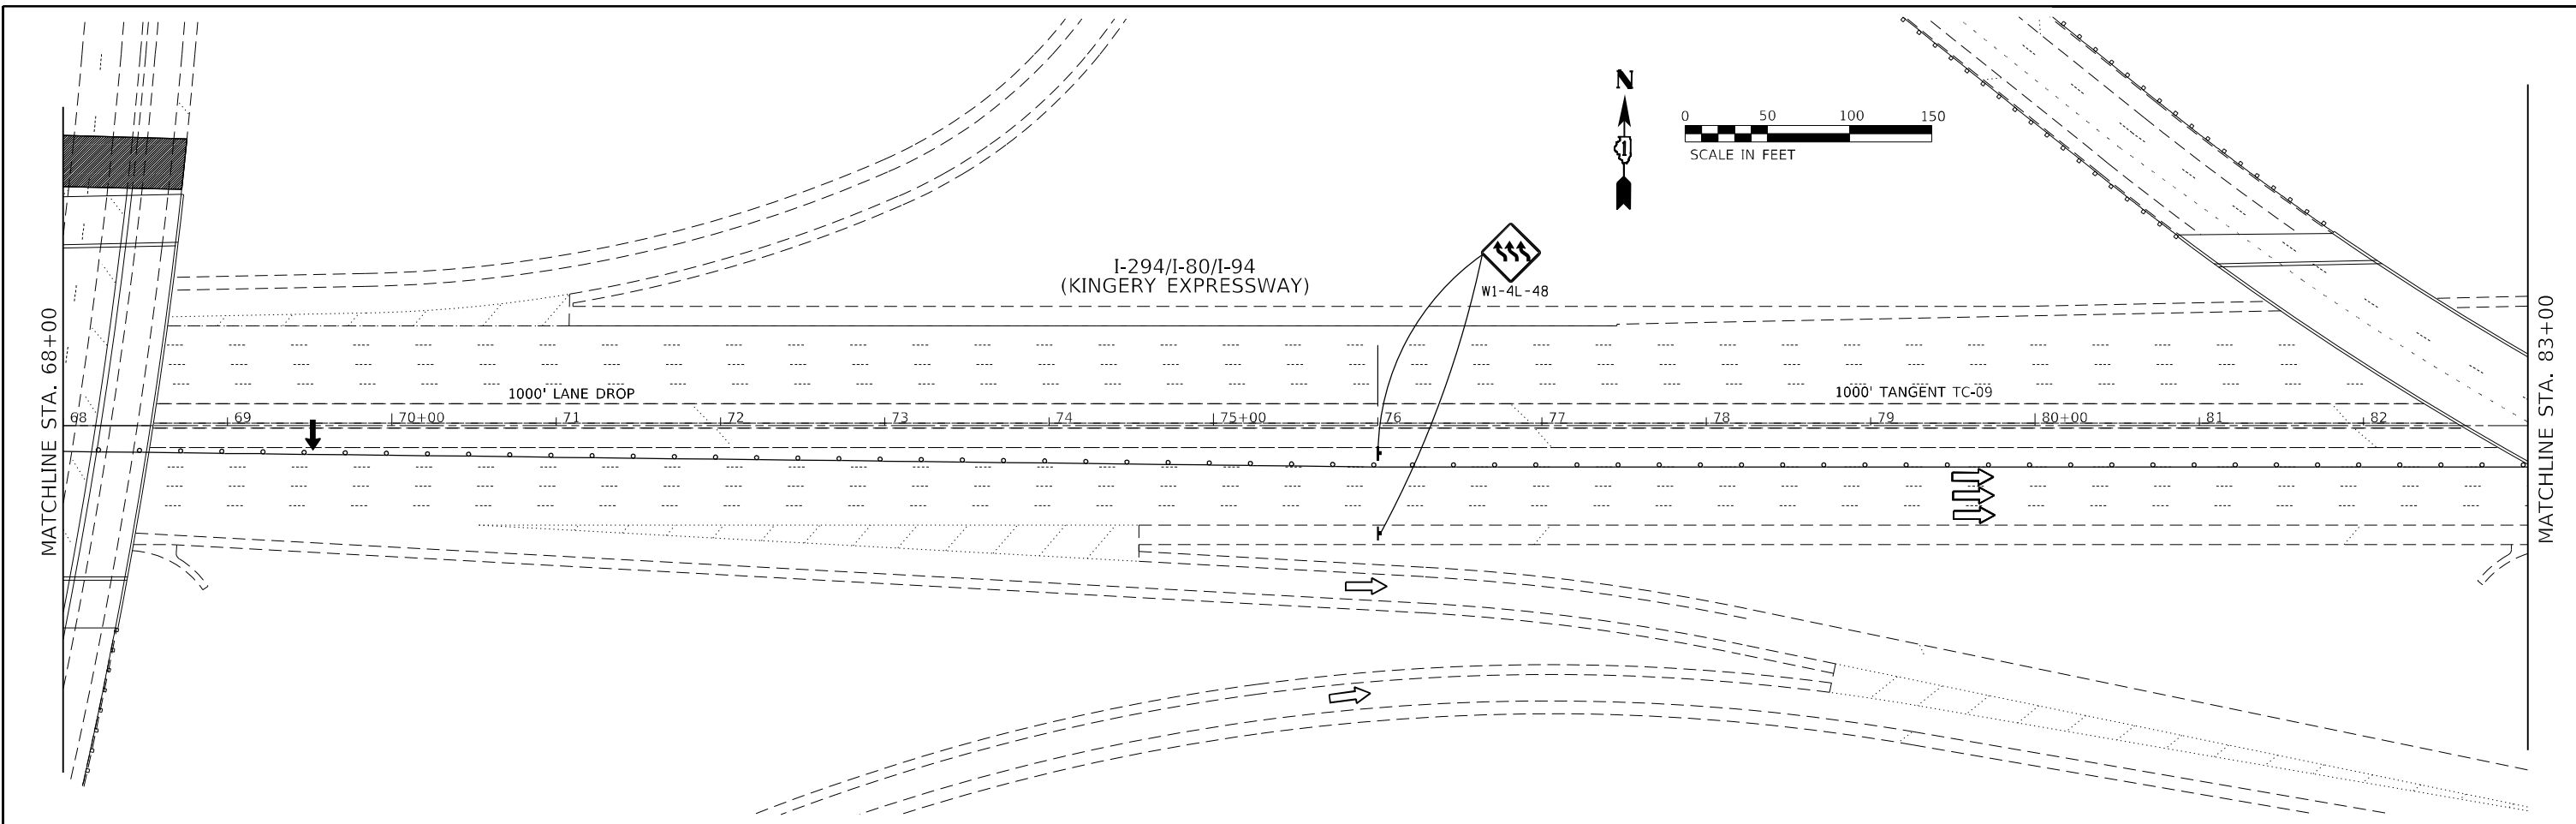 N
0 50 100 150
SCALE IN FEET
1
I-294/I-80/I-94
(KINGERY EXPRESSWAY)
W1-4L-48
MATCHLINE STA. 68+00
MATCHLINE STA. 83+00
1000' LANE DROP
1000' TANGENT TC-09
68 69 70+00 71 72 73 74 75+00 76 77 78 79 80+00 81 82